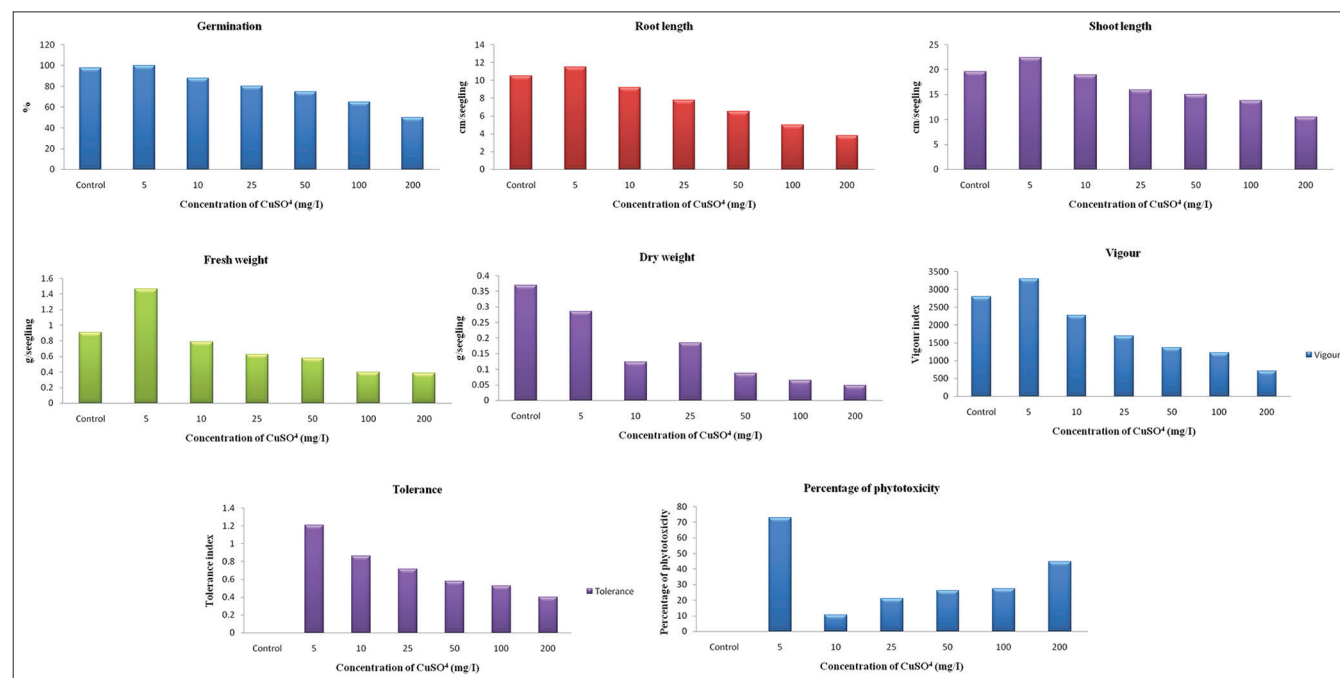 Germination
%
120
100
80
60
40
20
0
Control 5 10 25 50 100 200
Concentration of CuSO⁴ (mg/I)
Root length
cm/seegling
14
12
10
8
6
4
2
0
Control 5 10 25 50 100 200
Concentration of CuSO⁴ (mg/I)
Shoot length
cm/seegling
25
20
15
10
5
0
Control 5 10 25 50 100 200
Concentration of CuSO⁴ (mg/I)
Fresh weight
g/seegling
1.6
1.4
1.2
1
0.8
0.6
0.4
0.2
0
Control 5 10 25 50 100 200
Concentration of CuSO⁴ (mg/I)
Dry weight
g/seegling
0.4
0.35
0.3
0.25
0.2
0.15
0.1
0.05
0
Control 5 10 25 50 100 200
Concentration of CuSO⁴ (mg/I)
Vigour
Vigour index
3500
3000
2500
2000
1500
1000
500
0
Control 5 10 25 50 100 200
Concentration of CuSO⁴ (mg/I)
Vigour
Tolerance
Tolerance index
1.4
1.2
1
0.8
0.6
0.4
0.2
0
Control 5 10 25 50 100 200
Concentration of CuSO⁴ (mg/I)
Tolerance
Percentage of phytotoxicity
Percentage of phytotoxicity
80
70
60
50
40
30
20
10
0
Control 5 10 25 50 100 200
Concentration of CuSO⁴ (mg/I)